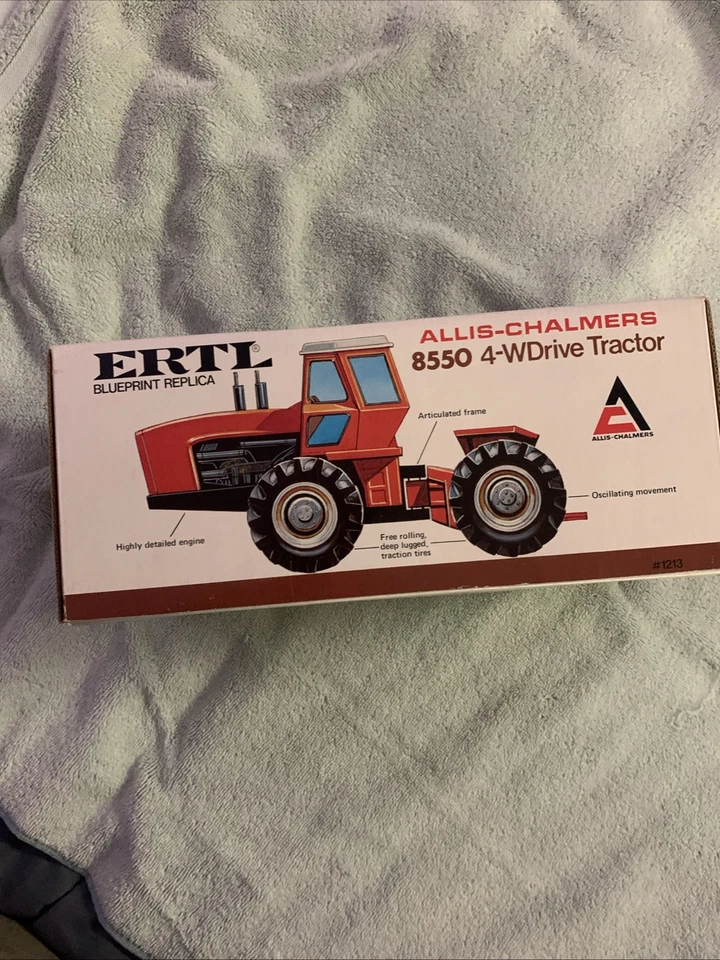 ERTL®
BLUEPRINT REPLICA
ALLIS-CHALMERS
8550 4-WDrive Tractor
Articulated frame
ALLIS-CHALMERS
Oscillating movement
Highly detailed engine
Free rolling,
deep lugged,
traction tires
#1213